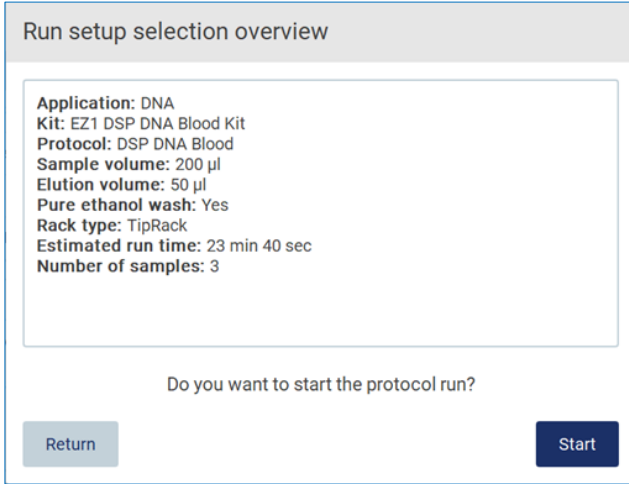 Run setup selection overview
Application: DNA
Kit: EZ1 DSP DNA Blood Kit
Protocol: DSP DNA Blood
Sample volume: 200 µl
Elution volume: 50 µl
Pure ethanol wash: Yes
Rack type: TipRack
Estimated run time: 23 min 40 sec
Number of samples: 3
Do you want to start the protocol run?
Return
Start